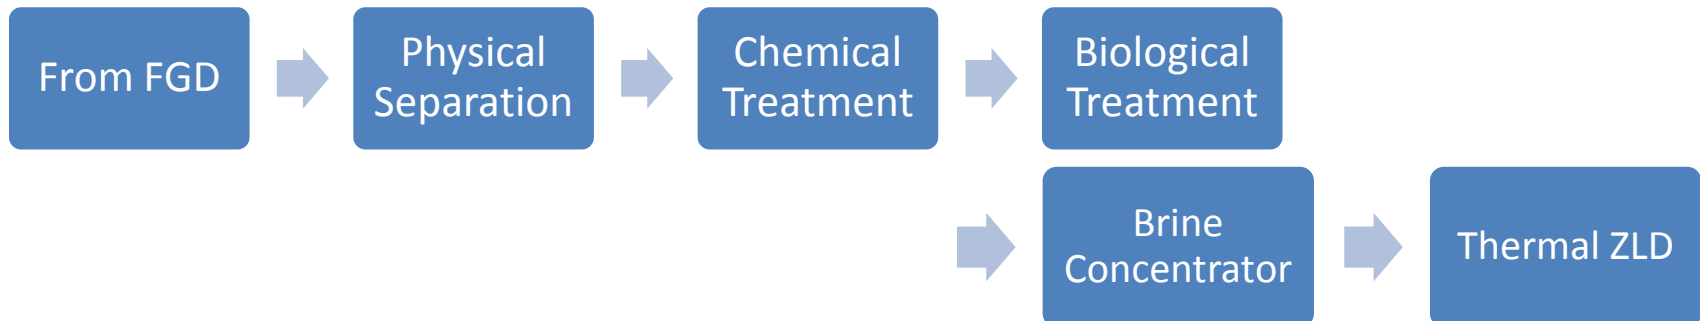 From FGD
Physical
Separation
Chemical
Treatment
Biological
Treatment
Brine
Concentrator
Thermal ZLD